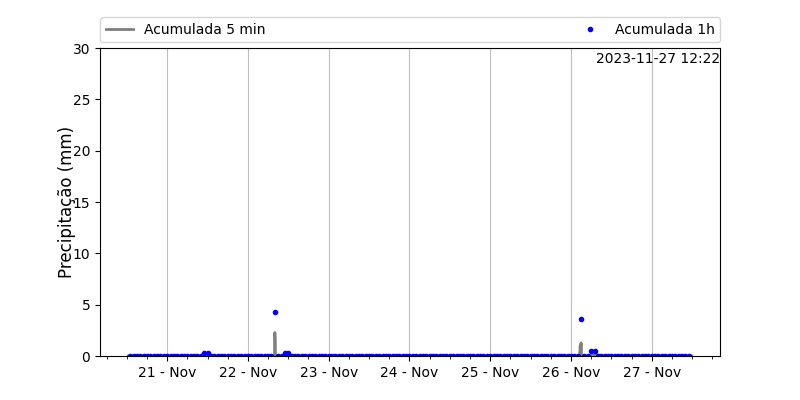 Acumulada 5 min
Acumulada 1h
2023-11-27 12:22
Precipitação (mm)
30
25
20
15
10
5
0
21 - Nov
22 - Nov
23 - Nov
24 - Nov
25 - Nov
26 - Nov
27 - Nov